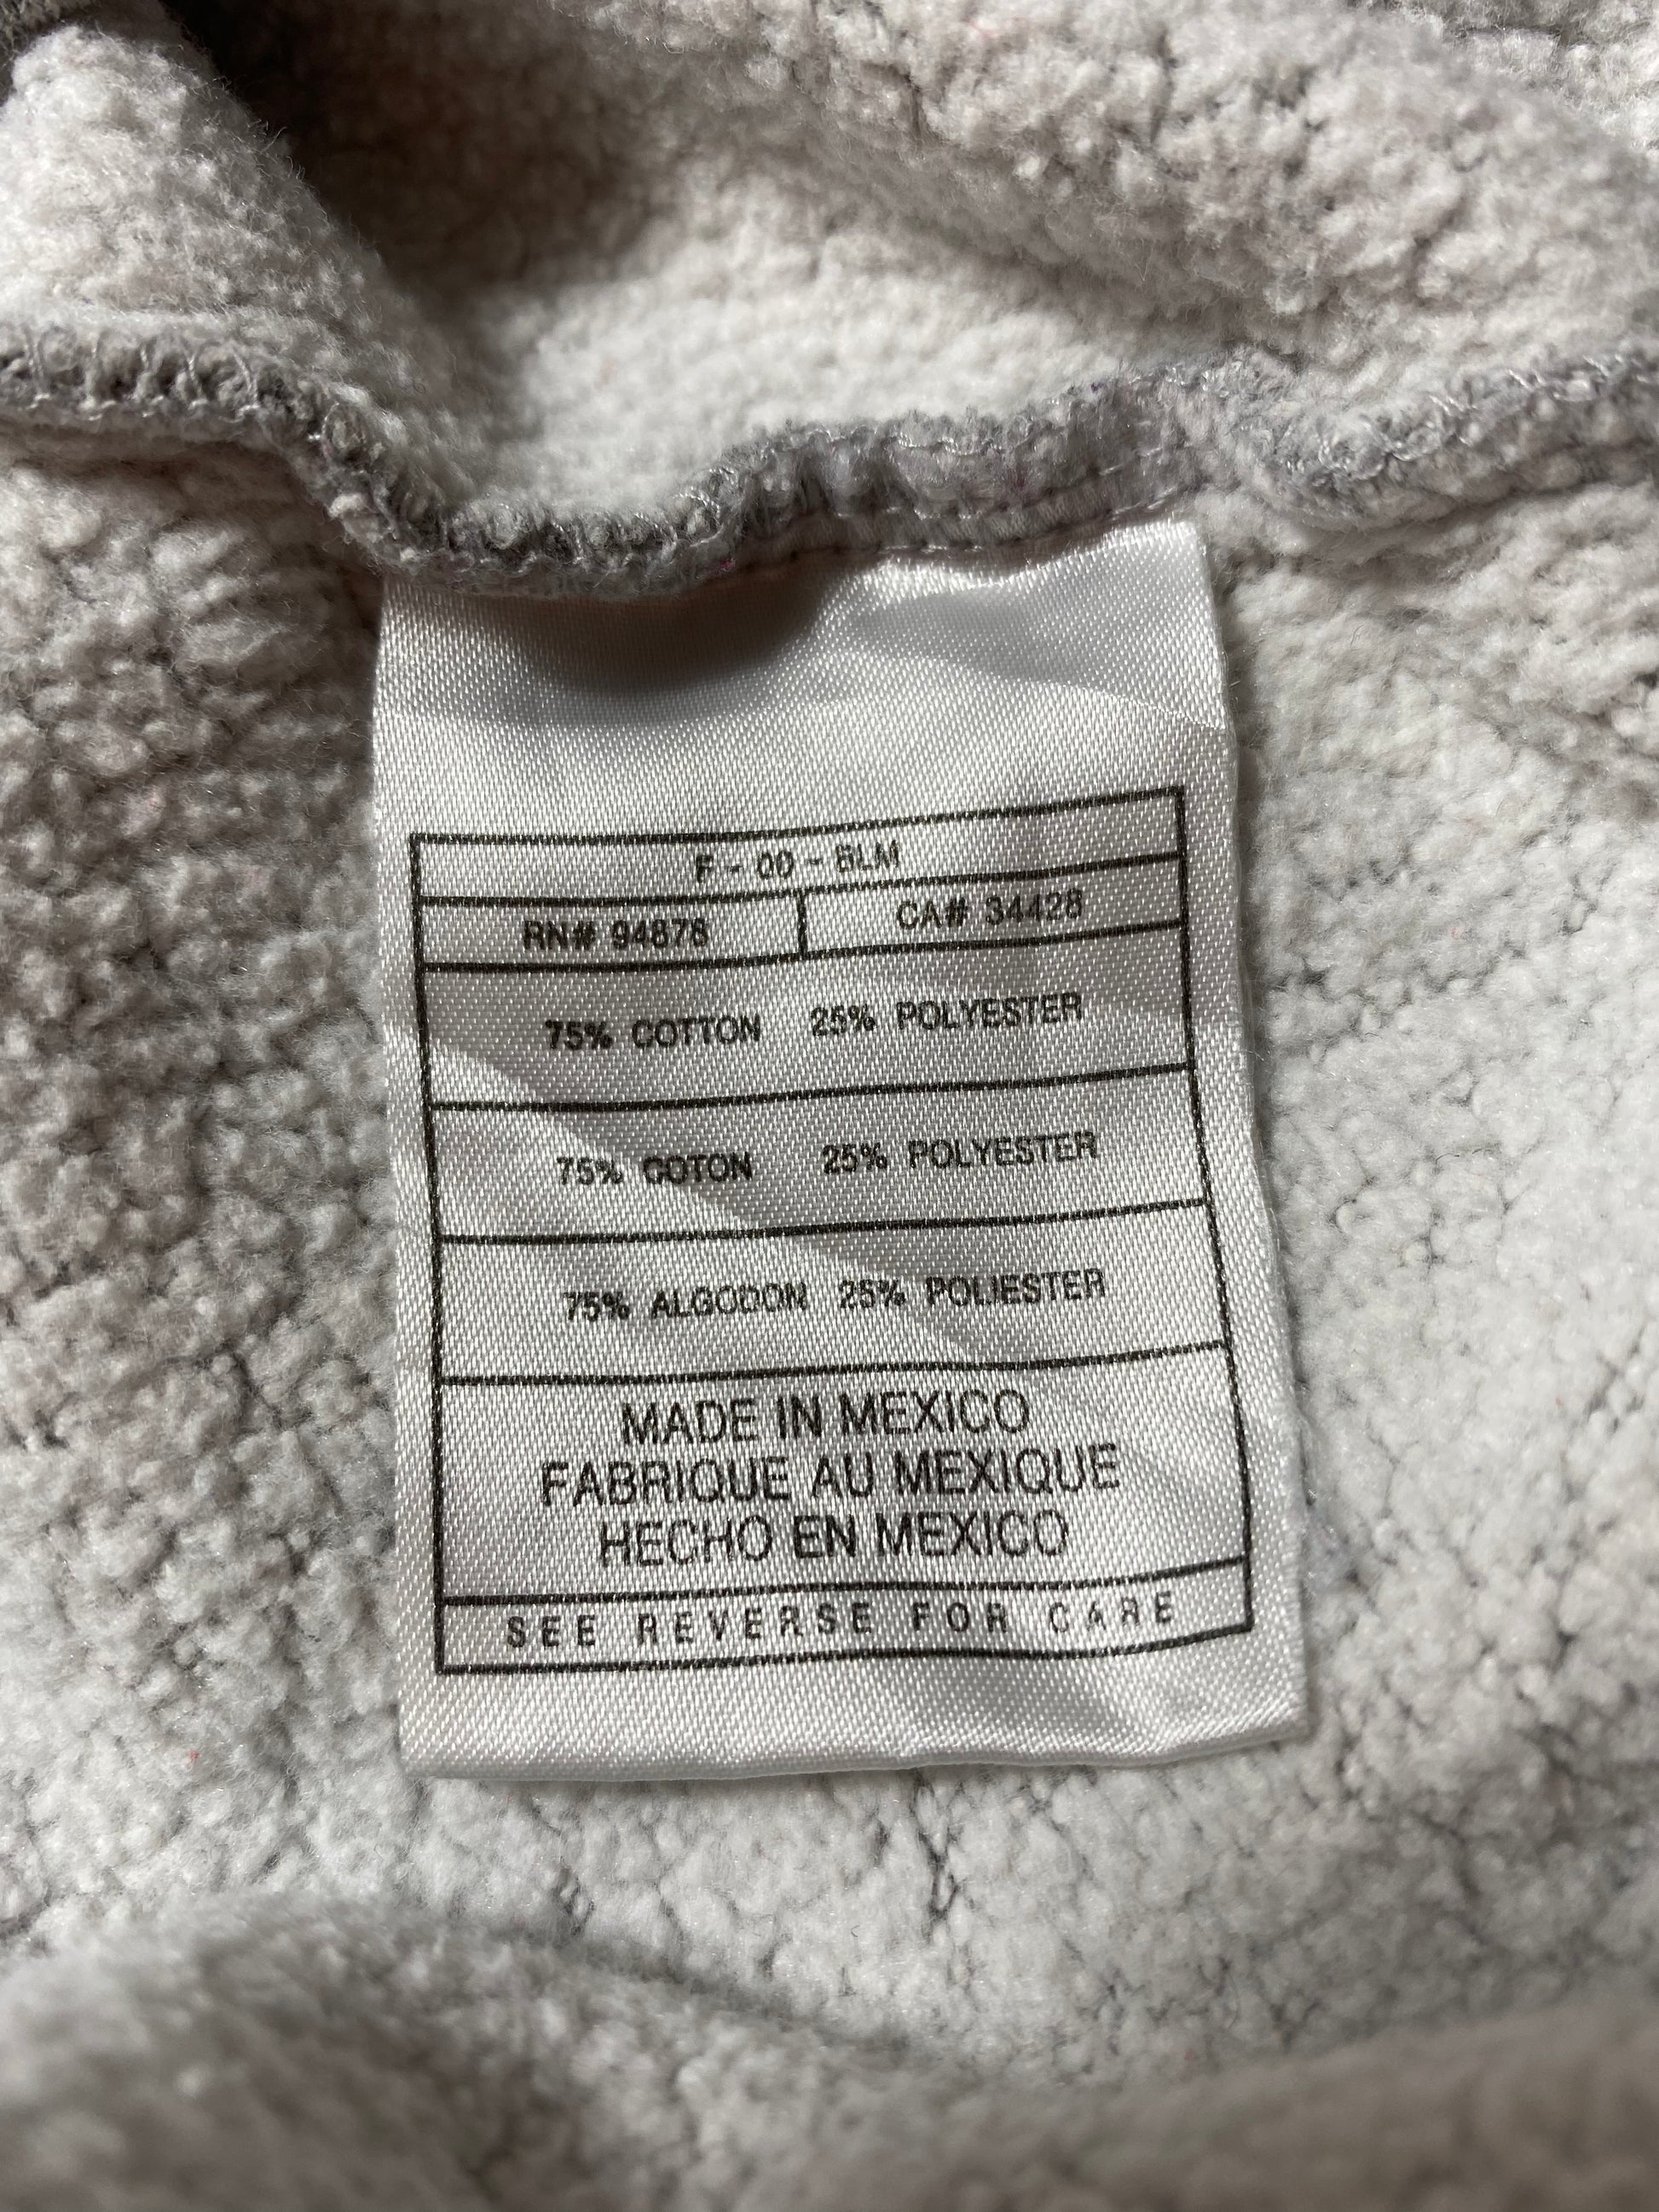 F - 00 - BLM
RN# 94878 CA# 34428
75% COTTON 25% POLYESTER
75% COTON 25% POLYESTER
75% ALGODON 25% POLIESTER
MADE IN MEXICO
FABRIQUE AU MEXIQUE
HECHO EN MEXICO
SEE REVERSE FOR CARE